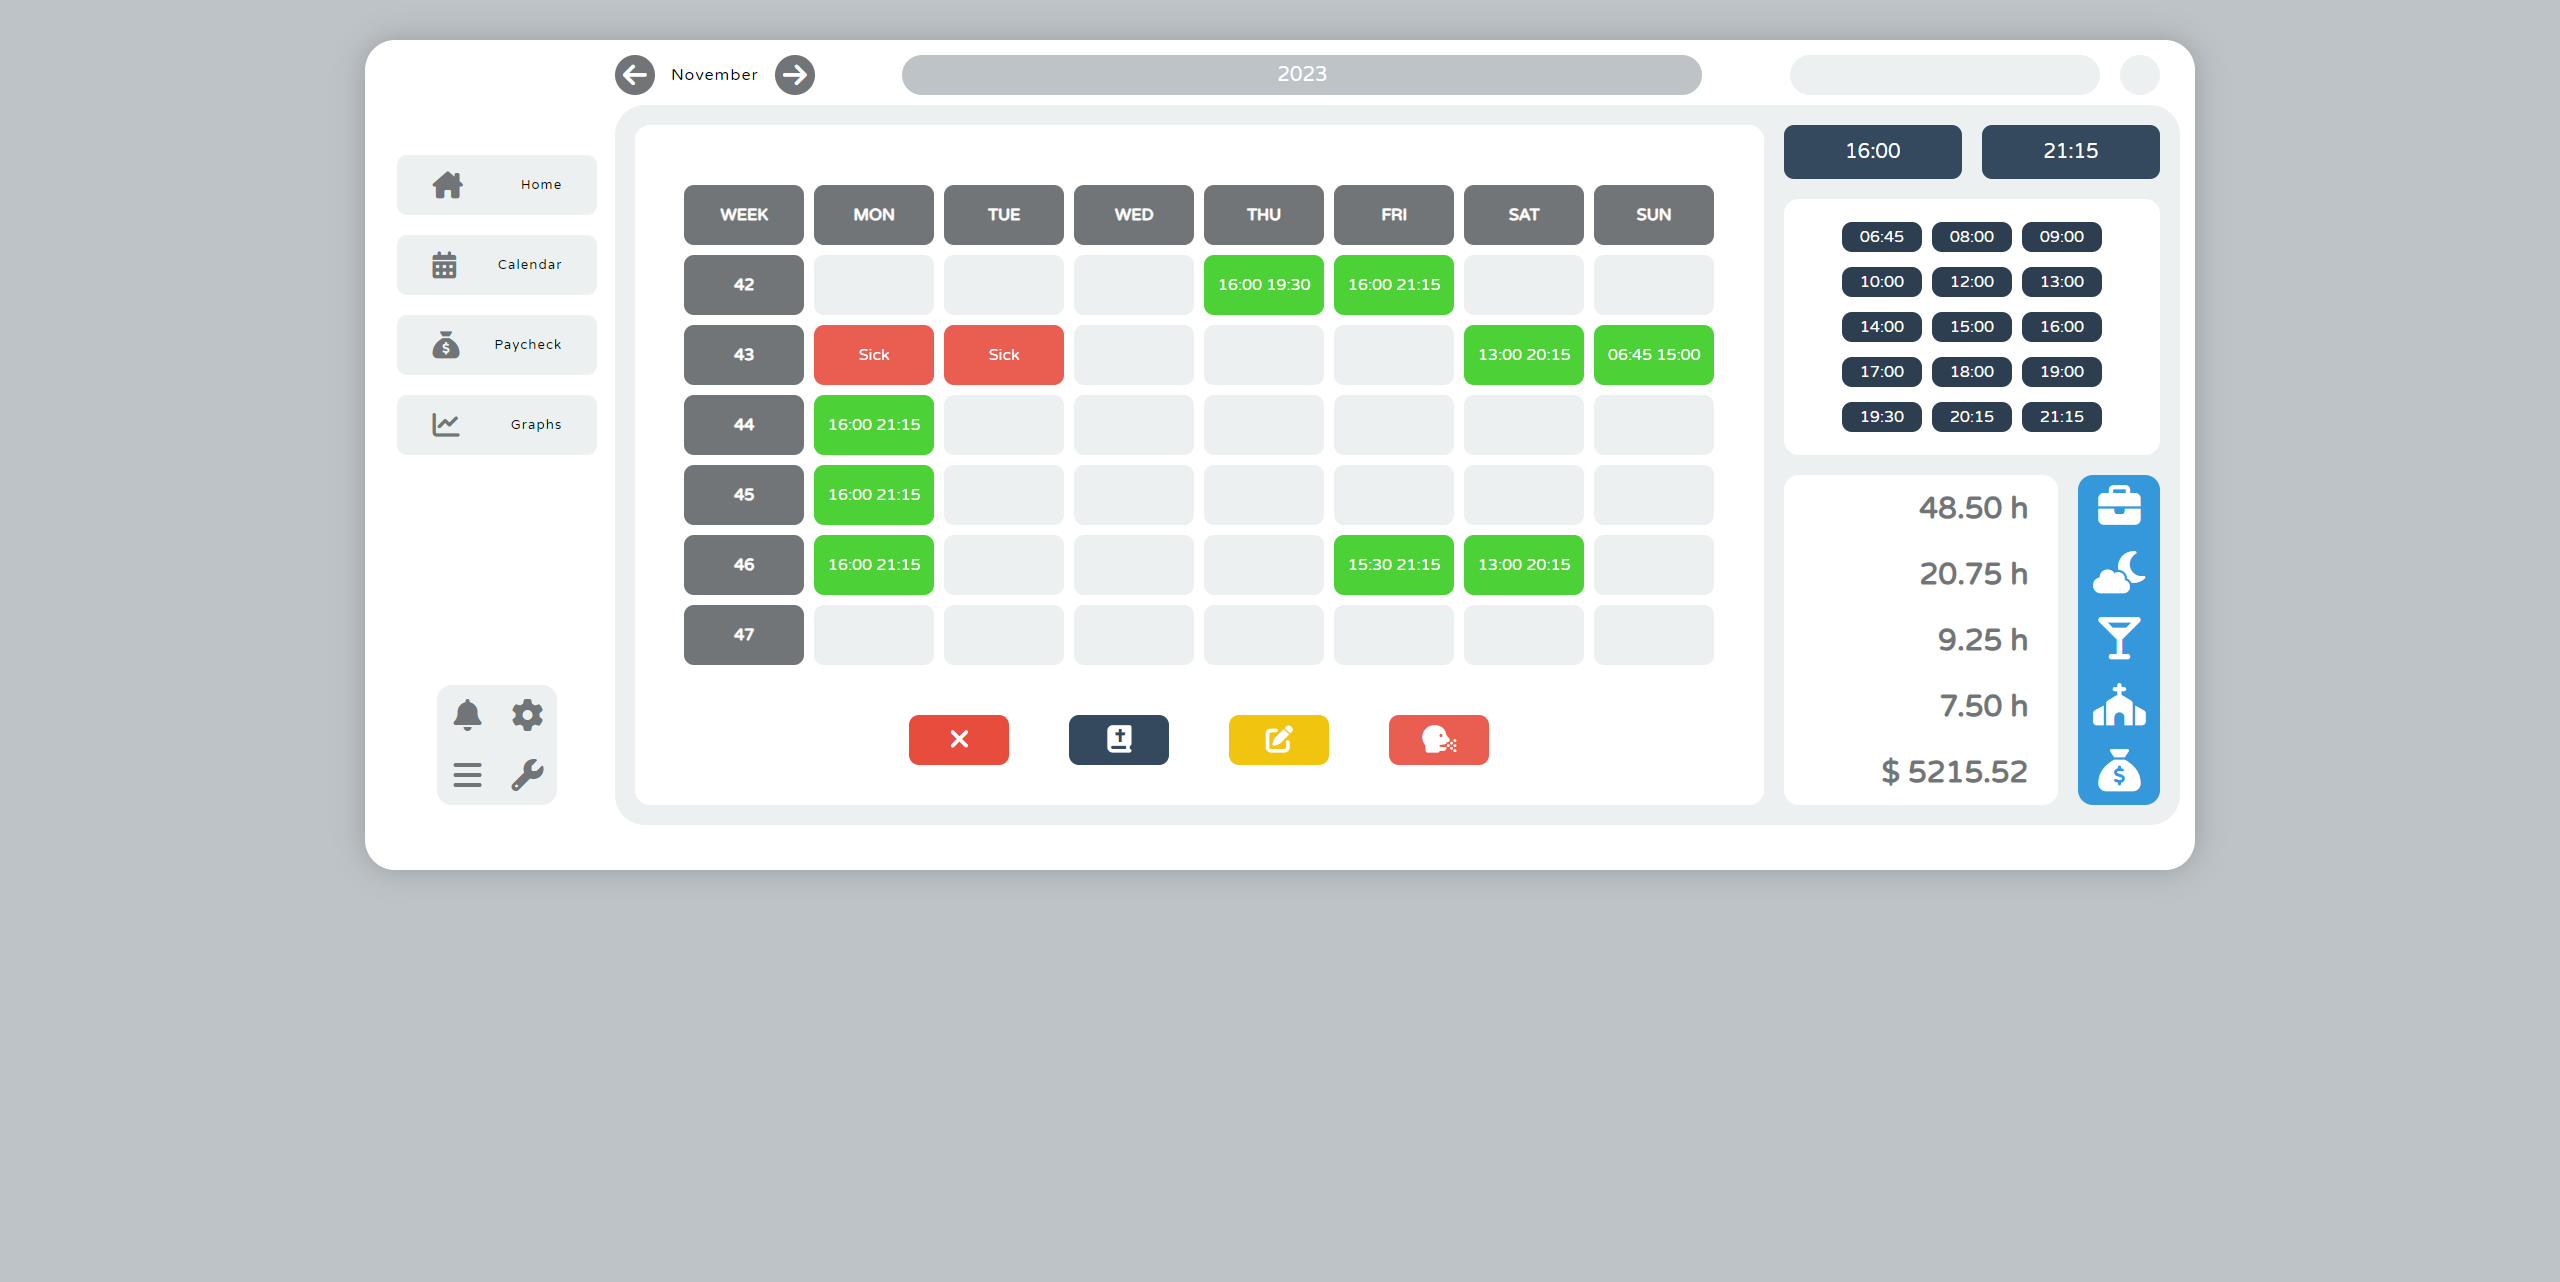 November
2023
Home
Calendar
Paycheck
Graphs
WEEK MON TUE WED THU FRI SAT SUN
42 16:00 19:30 16:00 21:15
43 Sick Sick 13:00 20:15 06:45 15:00
44 16:00 21:15
45 16:00 21:15
46 16:00 21:15 15:30 21:15 13:00 20:15
47
16:00 21:15
06:45 08:00 09:00
10:00 12:00 13:00
14:00 15:00 16:00
17:00 18:00 19:00
19:30 20:15 21:15
48.50 h
20.75 h
9.25 h
7.50 h
$ 5215.52